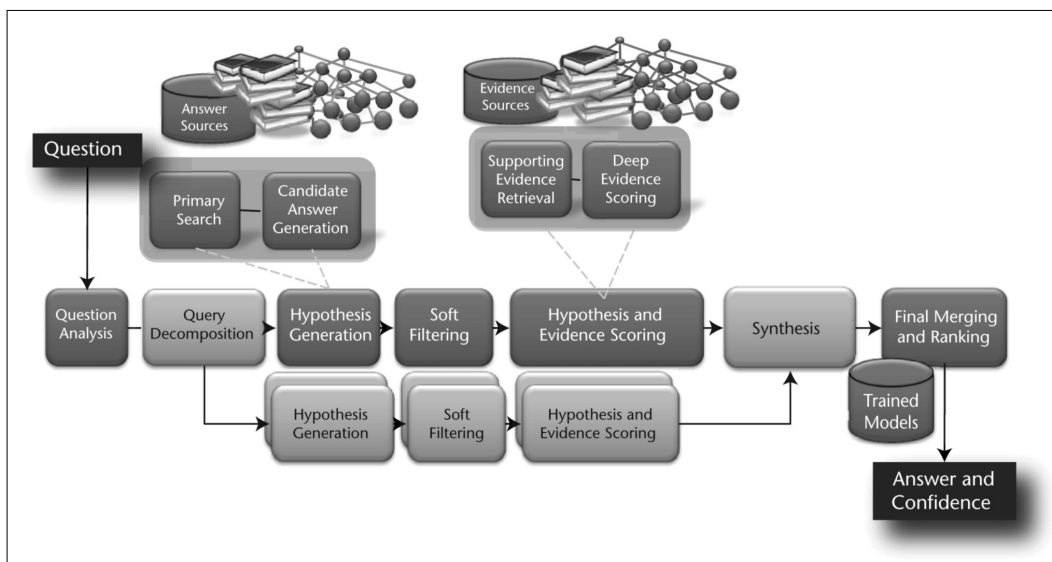 Answer
Sources
Evidence
Sources
Question
Primary
Search
Candidate
Answer
Generation
Supporting
Evidence
Retrieval
Deep
Evidence
Scoring
Question
Analysis
Query
Decomposition
Hypothesis
Generation
Soft
Filtering
Hypothesis and
Evidence Scoring
Synthesis
Final Merging
and Ranking
Trained
Models
Hypothesis
Generation
Soft
Filtering
Hypothesis and
Evidence Scoring
Answer and
Confidence